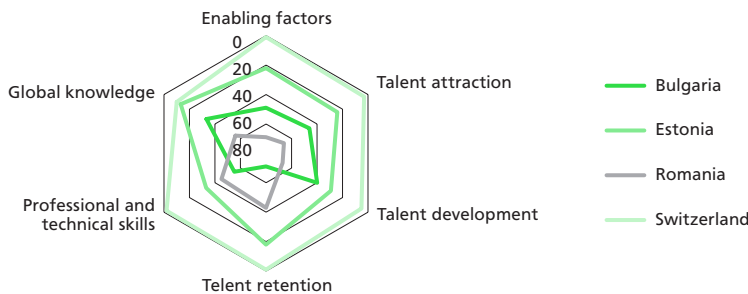 Enabling factors
0
20
40
60
80
Talent attraction
Talent development
Telent retention
Professional and
technical skills
Global knowledge
Bulgaria
Estonia
Romania
Switzerland